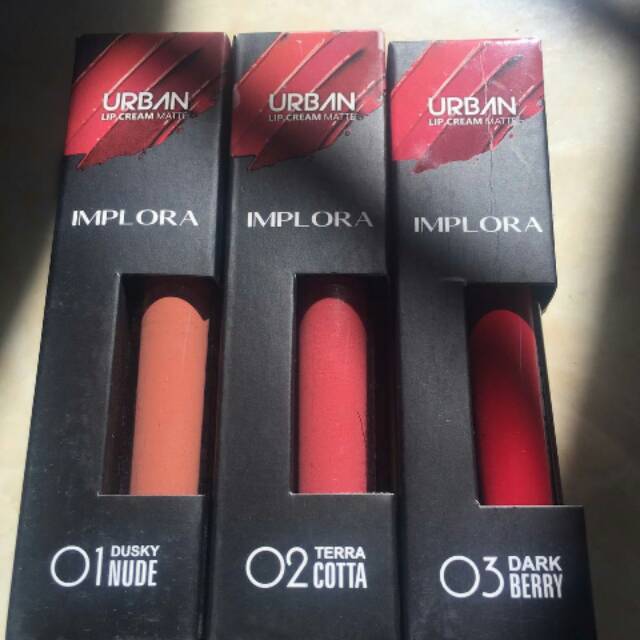 URBAN
LIP CREAM MATTE
IMPLORA
01 DUSKY
NUDE
URBAN
LIP CREAM MATTE
IMPLORA
02 TERRA
COTTA
URBAN
LIP CREAM MATTE
IMPLORA
03 DARK
BERRY